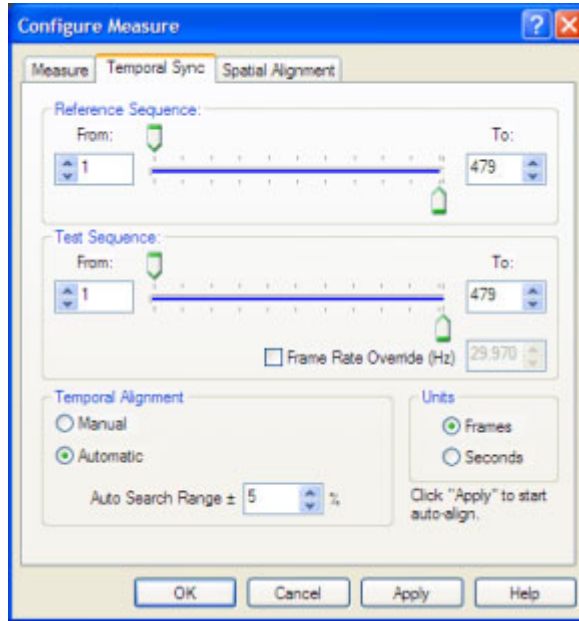 Configure Measure
Measure Temporal Sync Spatial Alignment
Reference Sequence:
From: To:
1 479
Test Sequence:
From: To:
1 479
Frame Rate Override (Hz) 29.970
Temporal Alignment
Manual
Automatic
Auto Search Range ± 5 %
Units
Frames
Seconds
Click "Apply" to start
auto-align.
OK Cancel Apply Help